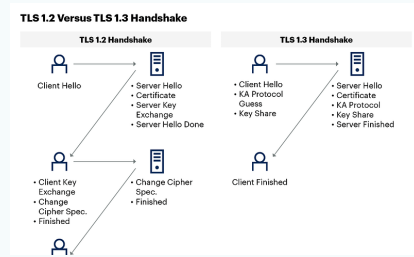 TLS 1.2 Versus TLS 1.3 Handshake
TLS 1.2 Handshake
Client Hello
• Server Hello
• Certificate
• Server Key
Exchange
• Server Hello Done
• Client Key
Exchange
• Change
Cipher Spec.
• Finished
• Change Cipher
Spec.
• Finished
TLS 1.3 Handshake
• Client Hello
• KA Protocol
Guess
• Key Share
• Server Hello
• Certificate
• KA Protocol
• Key Share
• Server Finished
Client Finished